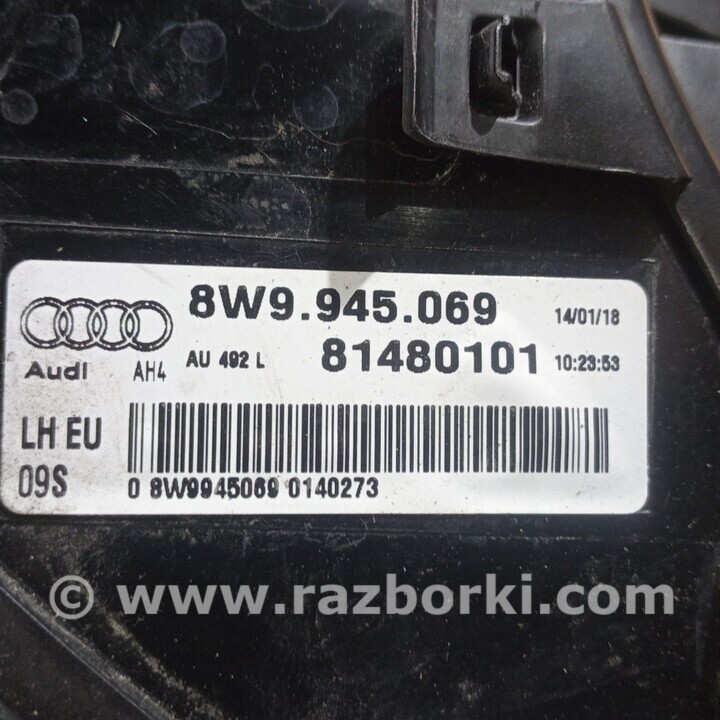 8W9.945.069 14/01/18
Audi AH4 AU 492 L 81480101 10:23:53
LH EU
09S 0 8W9945069 0140273
© www.razborki.com